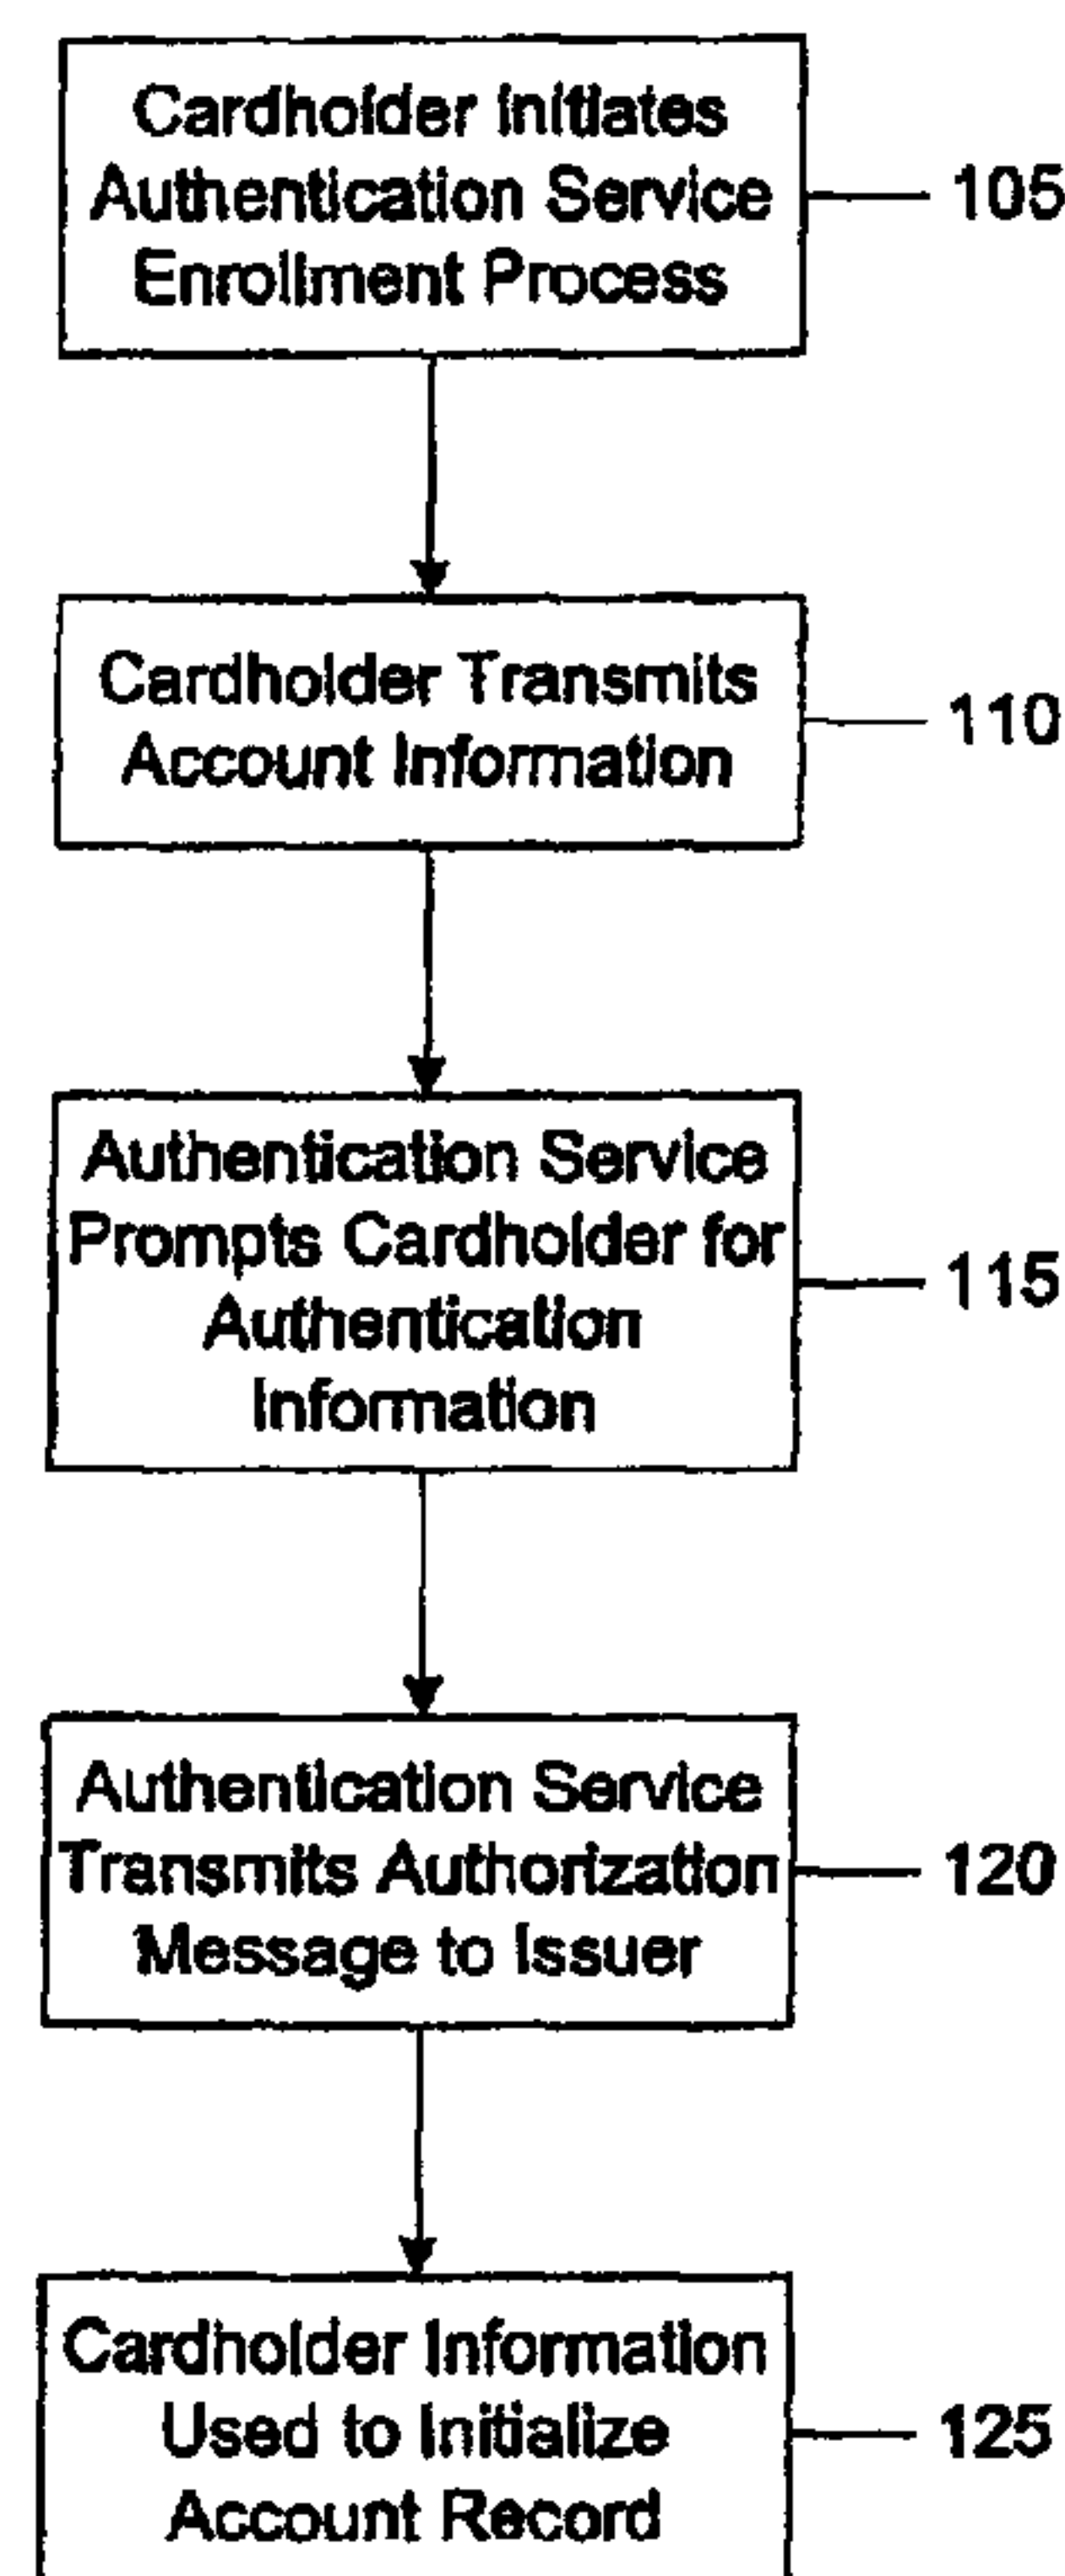 Cardholder Initiates
Authentication Service
Enrollment Process
105
Cardholder Transmits
Account Information
110
Authentication Service
Prompts Cardholder for
Authentication
Information
115
Authentication Service
Transmits Authorization
Message to Issuer
120
Cardholder Information
Used to Initialize
Account Record
125